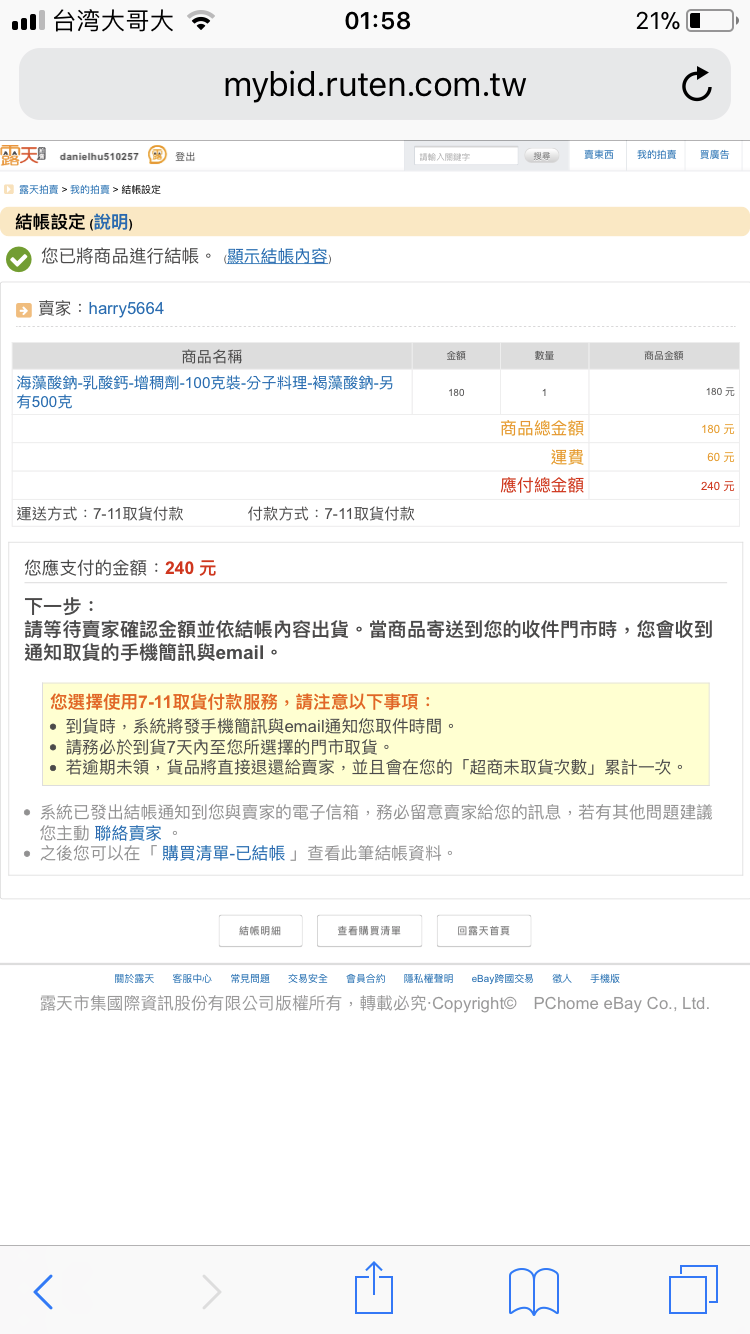 台湾大哥大 01:58 21%
mybid.ruten.com.tw
露天 danielhu510257 登出 請輸入關鍵字 搜尋 賣東西 我的拍賣 買廣告
露天拍賣 > 我的拍賣 > 結帳設定
結帳設定 (說明)
您已將商品進行結帳。 (顯示結帳內容)
賣家：harry5664
商品名稱 金額 數量 商品金額
海藻酸鈉-乳酸鈣-增稠劑-100克裝-分子料理-褐藻酸鈉-另
有500克 180 1 180 元
商品總金額 180 元
運費 60 元
應付總金額 240 元
運送方式：7-11取貨付款 付款方式：7-11取貨付款
您應支付的金額：240 元
下一步：
請等待賣家確認金額並依結帳內容出貨。當商品寄送到您的收件門市時，您會收到
通知取貨的手機簡訊與email。
您選擇使用7-11取貨付款服務，請注意以下事項：
• 到貨時，系統將發手機簡訊與email通知您取件時間。
• 請務必於到貨7天內至您所選擇的門市取貨。
• 若逾期未領，貨品將直接退還給賣家，並且會在您的「超商未取貨次數」累計一次。
• 系統已發出結帳通知到您與賣家的電子信箱，務必留意賣家給您的訊息，若有其他問題建議
您主動 聯絡賣家 。
• 之後您可以在「 購買清單-已結帳 」查看此筆結帳資料。
結帳明細 查看購買清單 回露天首頁
關於露天 客服中心 常見問題 交易安全 會員合約 隱私權聲明 eBay跨國交易 徵人 手機版
露天市集國際資訊股份有限公司版權所有，轉載必究‧Copyright© PChome eBay Co., Ltd.